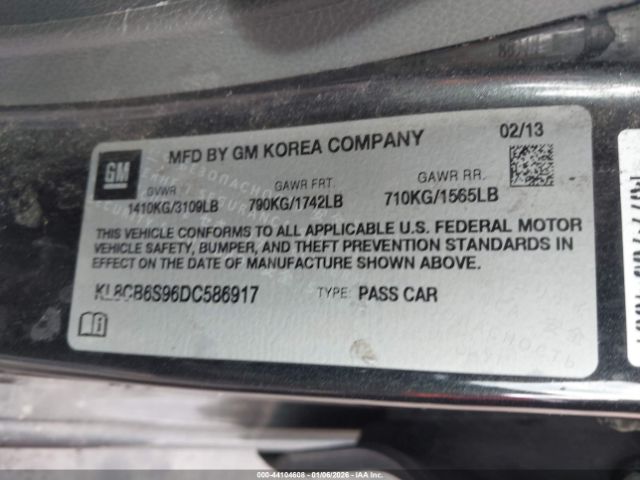 MFD BY GM KOREA COMPANY 02/13
GM
GVWR GAWR FRT. GAWR RR.
1410KG/3109LB 790KG/1742LB 710KG/1565LB
THIS VEHICLE CONFORMS TO ALL APPLICABLE U.S. FEDERAL MOTOR
VEHICLE SAFETY, BUMPER, AND THEFT PREVENTION STANDARDS IN
EFFECT ON THE DATE OF MANUFACTURE SHOWN ABOVE.
KL8CB6S96DC586917 TYPE: PASS CAR
000-44104608 - 01/06/2026 - IAAI.COM